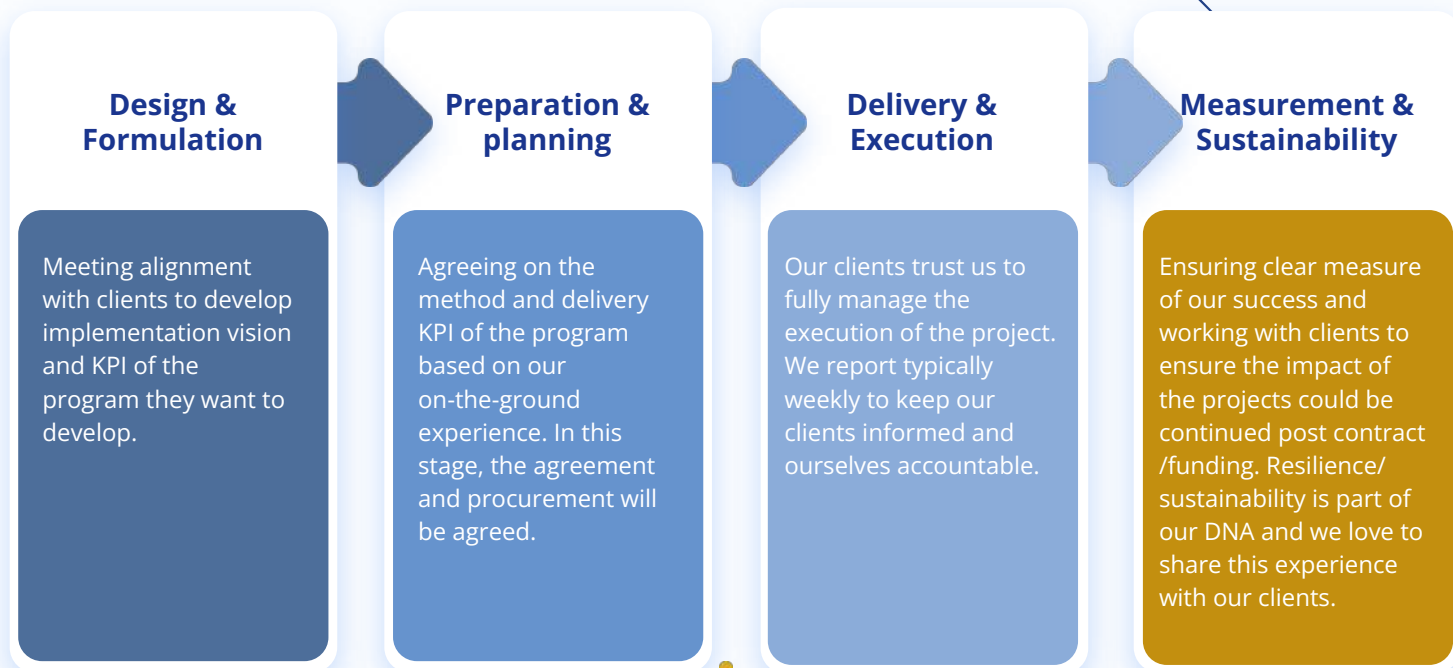 Design &
Formulation
Meeting alignment
with clients to develop
implementation vision
and KPI of the
program they want to
develop.
Preparation &
planning
Agreeing on the
method and delivery
KPI of the program
based on our
on-the-ground
experience. In this
stage, the agreement
and procurement will
be agreed.
Delivery &
Execution
Our clients trust us to
fully manage the
execution of the project.
We report typically
weekly to keep our
clients informed and
ourselves accountable.
Measurement &
Sustainability
Ensuring clear measure
of our success and
working with clients to
ensure the impact of
the projects could be
continued post contract
/funding. Resilience/
sustainability is part of
our DNA and we love to
share this experience
with our clients.